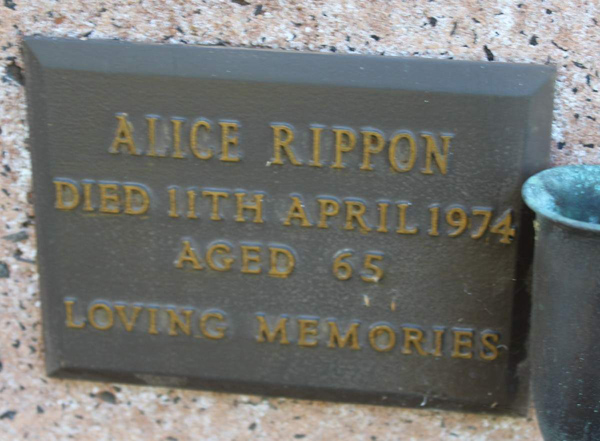 ALICE RIPPON
DIED 11TH APRIL 1974
AGED 65
LOVING MEMORIES